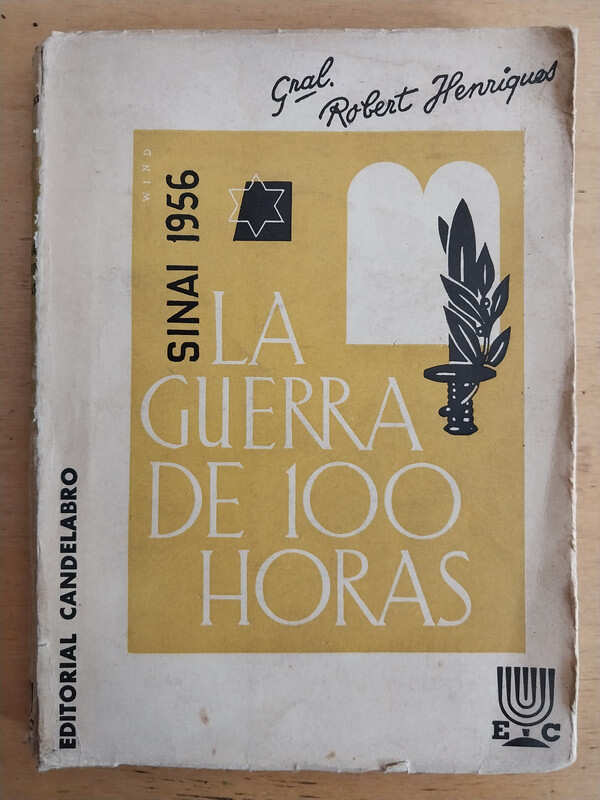 Gral.
Robert Henriques
WIND
SINAI 1956
LA
GUERRA
DE 100
HORAS
EDITORIAL CANDELABRO
E C